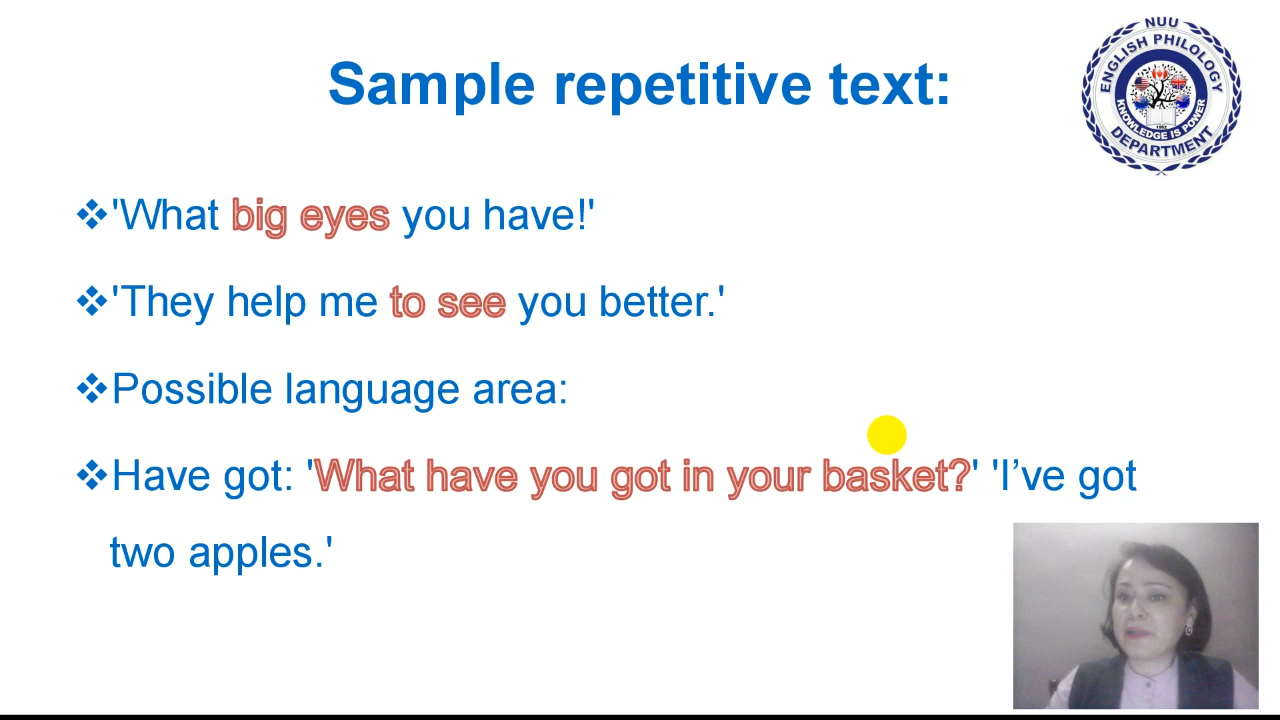 NUU
ENGLISH PHILOLOGY
KNOWLEDGE IS POWER
DEPARTMENT
Sample repetitive text:
❖'What big eyes you have!'
❖'They help me to see you better.'
❖Possible language area:
❖Have got: 'What have you got in your basket?' 'I’ve got
two apples.'